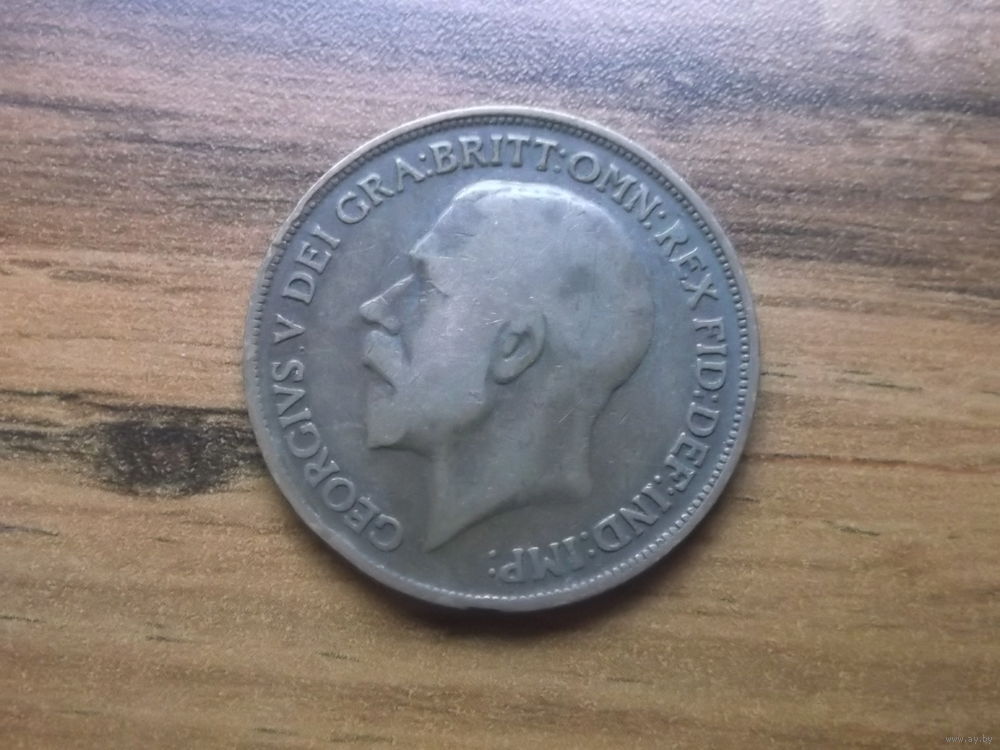 GEORGIVS.V DEI GRA:BRITT:OMN:REX FID:DEF:IND:IMP:
www.ay.by